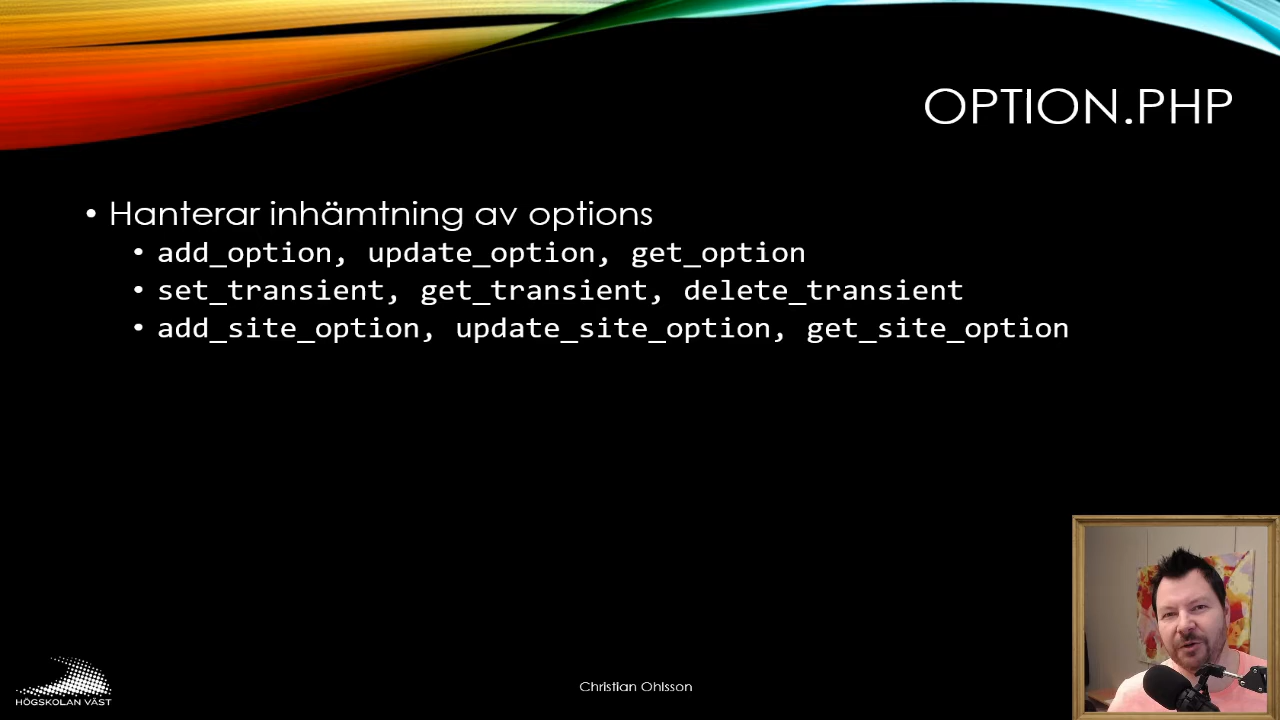 OPTION.PHP
• Hanterar inhämtning av options
• add_option, update_option, get_option
• set_transient, get_transient, delete_transient
• add_site_option, update_site_option, get_site_option
HÖGSKOLAN VÄST
Christian Ohlsson